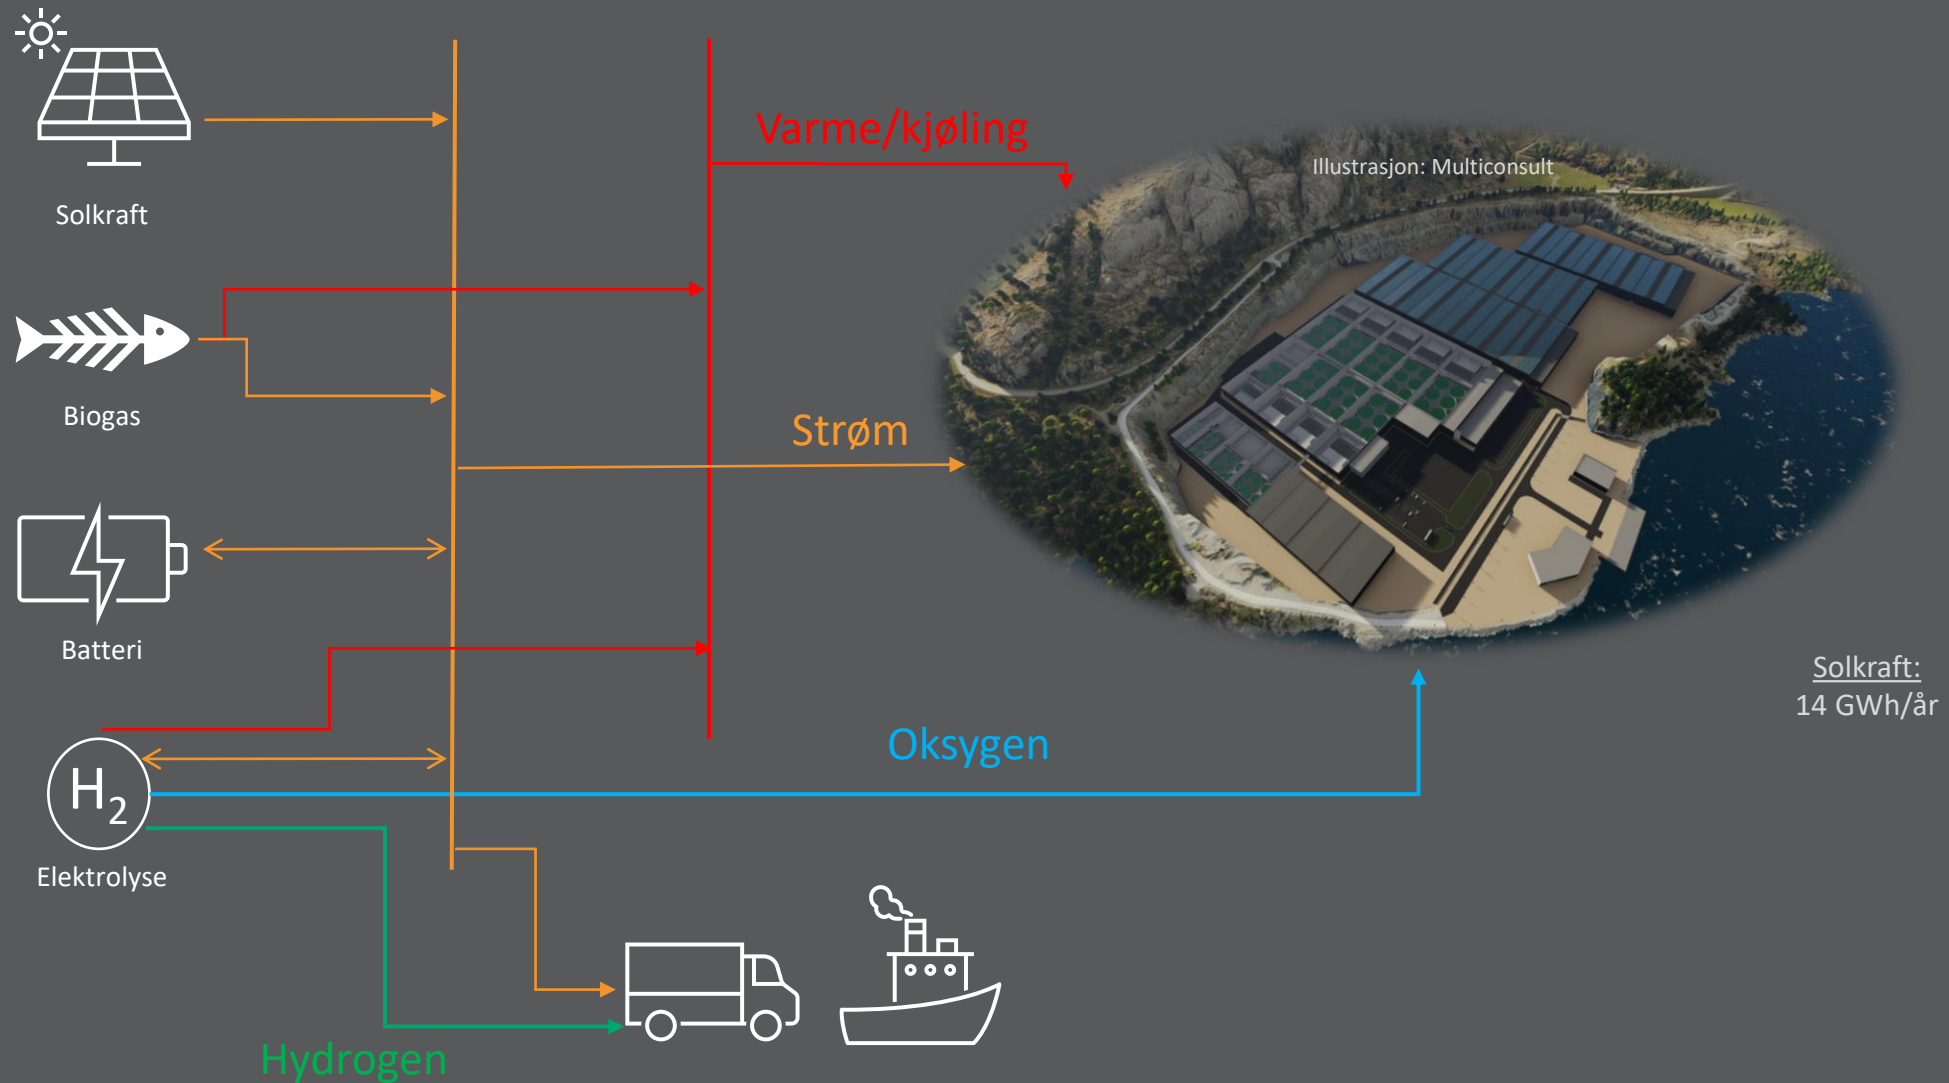 Solkraft
Biogas
Batteri
H2
Elektrolyse
Varme/kjøling
Strøm
Oksygen
Hydrogen
Illustrasjon: Multiconsult
Solkraft:
14 GWh/år